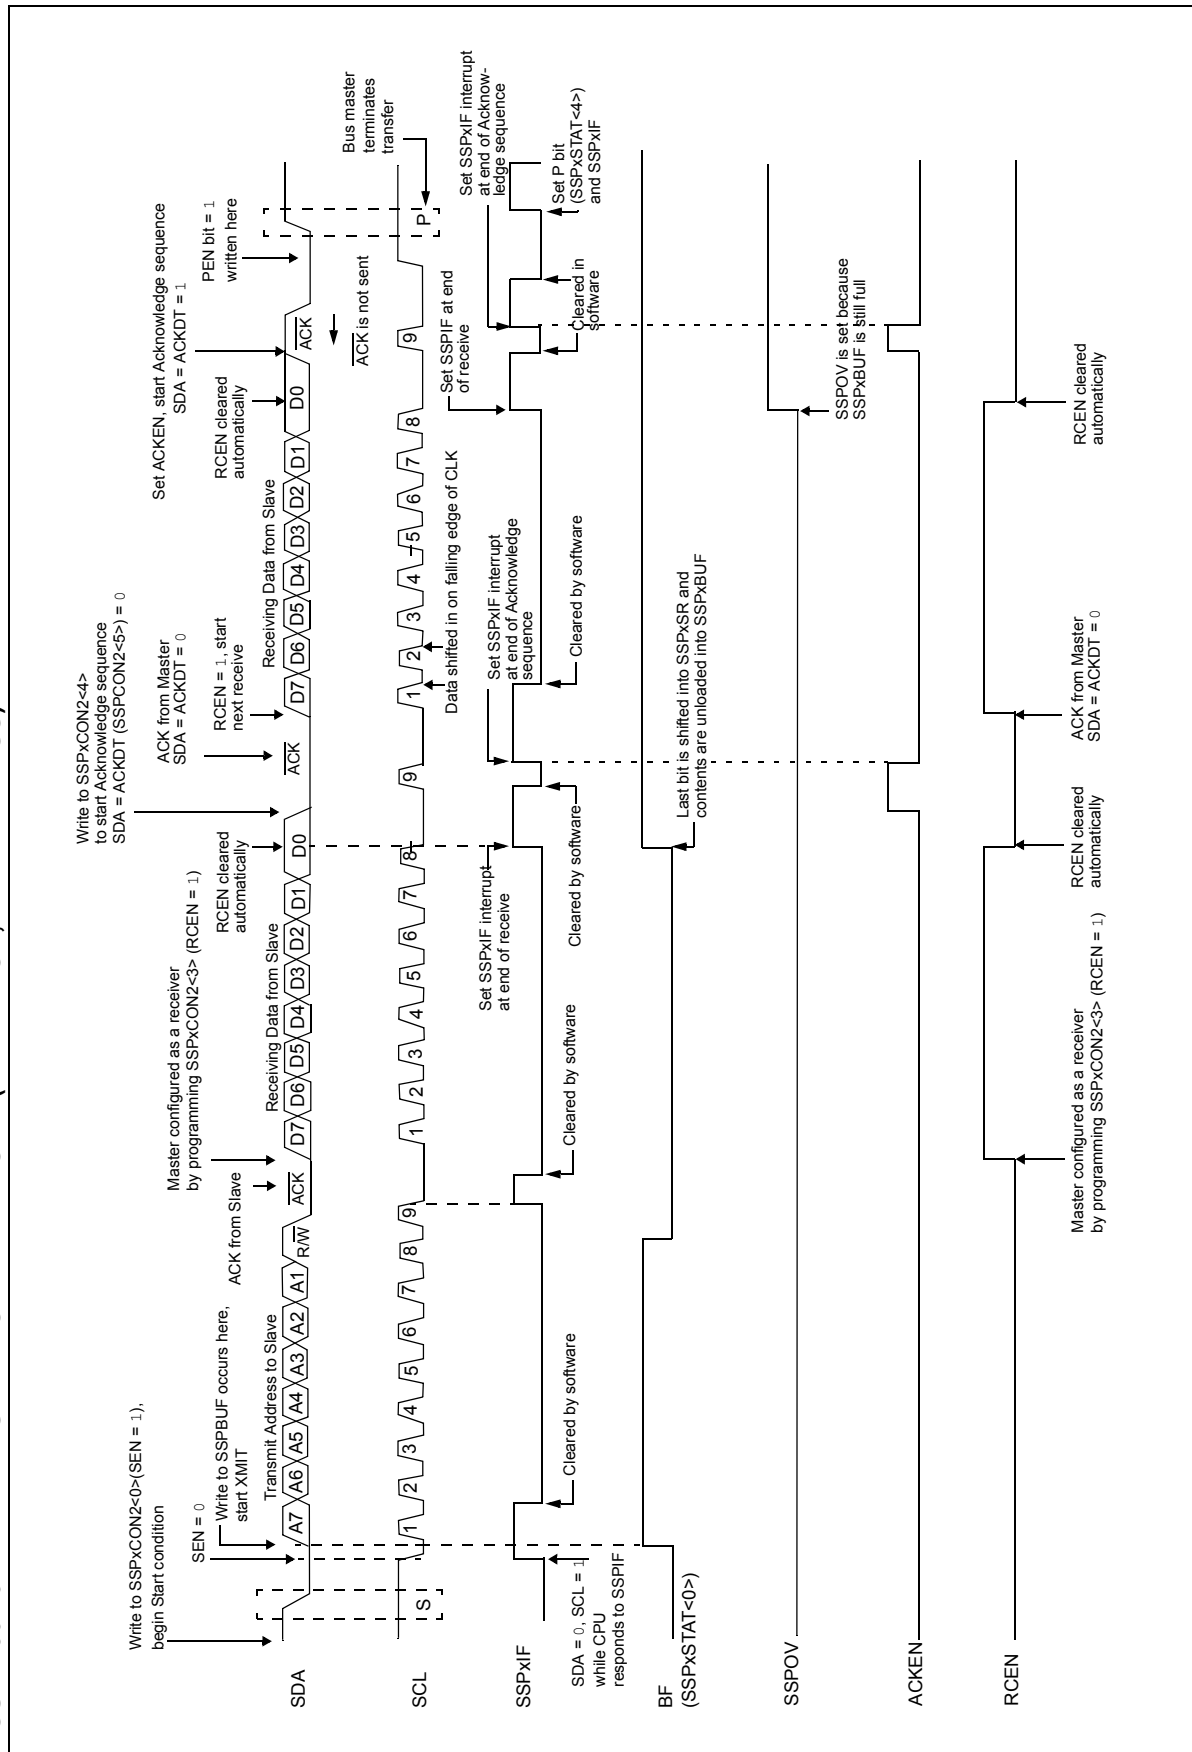 Write to SSPxCON2<0>(SEN = 1),
begin Start condition
SEN = 0
Write to SSPBUF occurs here,
start XMIT
ACK from Slave
Master configured as a receiver
by programming SSPxCON2<3> (RCEN = 1)
RCEN cleared
automatically
Write to SSPxCON2<4>
to start Acknowledge sequence
SDA = ACKDT (SSPCON2<5>) = 0
ACK from Master
SDA = ACKDT = 0
RCEN = 1, start
next receive
RCEN cleared
automatically
Set ACKEN, start Acknowledge sequence
SDA = ACKDT = 1
PEN bit = 1
written here
Transmit Address to Slave
Receiving Data from Slave
Receiving Data from Slave
SDA
A7 A6 A5 A4 A3 A2 A1 R/W ACK D7 D6 D5 D4 D3 D2 D1 D0 ACK D7 D6 D5 D4 D3 D2 D1 D0 ACK
ACK is not sent
Bus master
terminates
transfer
SCL
S 1 2 3 4 5 6 7 8 9 1 2 3 4 5 6 7 8 9 1 2 3 4 5 6 7 8 9 P
Data shifted in on falling edge of CLK
Set SSPxIF interrupt
at end of receive
Set SSPxIF interrupt
at end of Acknowledge
sequence
Set SSPIF at end
of receive
Set SSPxIF interrupt
at end of Acknow-
ledge sequence
SSPxIF
SDA = 0, SCL = 1
while CPU
responds to SSPIF
Cleared by software
Cleared by software
Cleared by software
Cleared by software
Cleared in
software
Set P bit
(SSPxSTAT<4>)
and SSPxIF
BF
(SSPxSTAT<0>)
Last bit is shifted into SSPxSR and
contents are unloaded into SSPxBUF
SSPOV
SSPOV is set because
SSPxBUF is still full
ACKEN
RCEN
Master configured as a receiver
by programming SSPxCON2<3> (RCEN = 1)
RCEN cleared
automatically
ACK from Master
SDA = ACKDT = 0
RCEN cleared
automatically